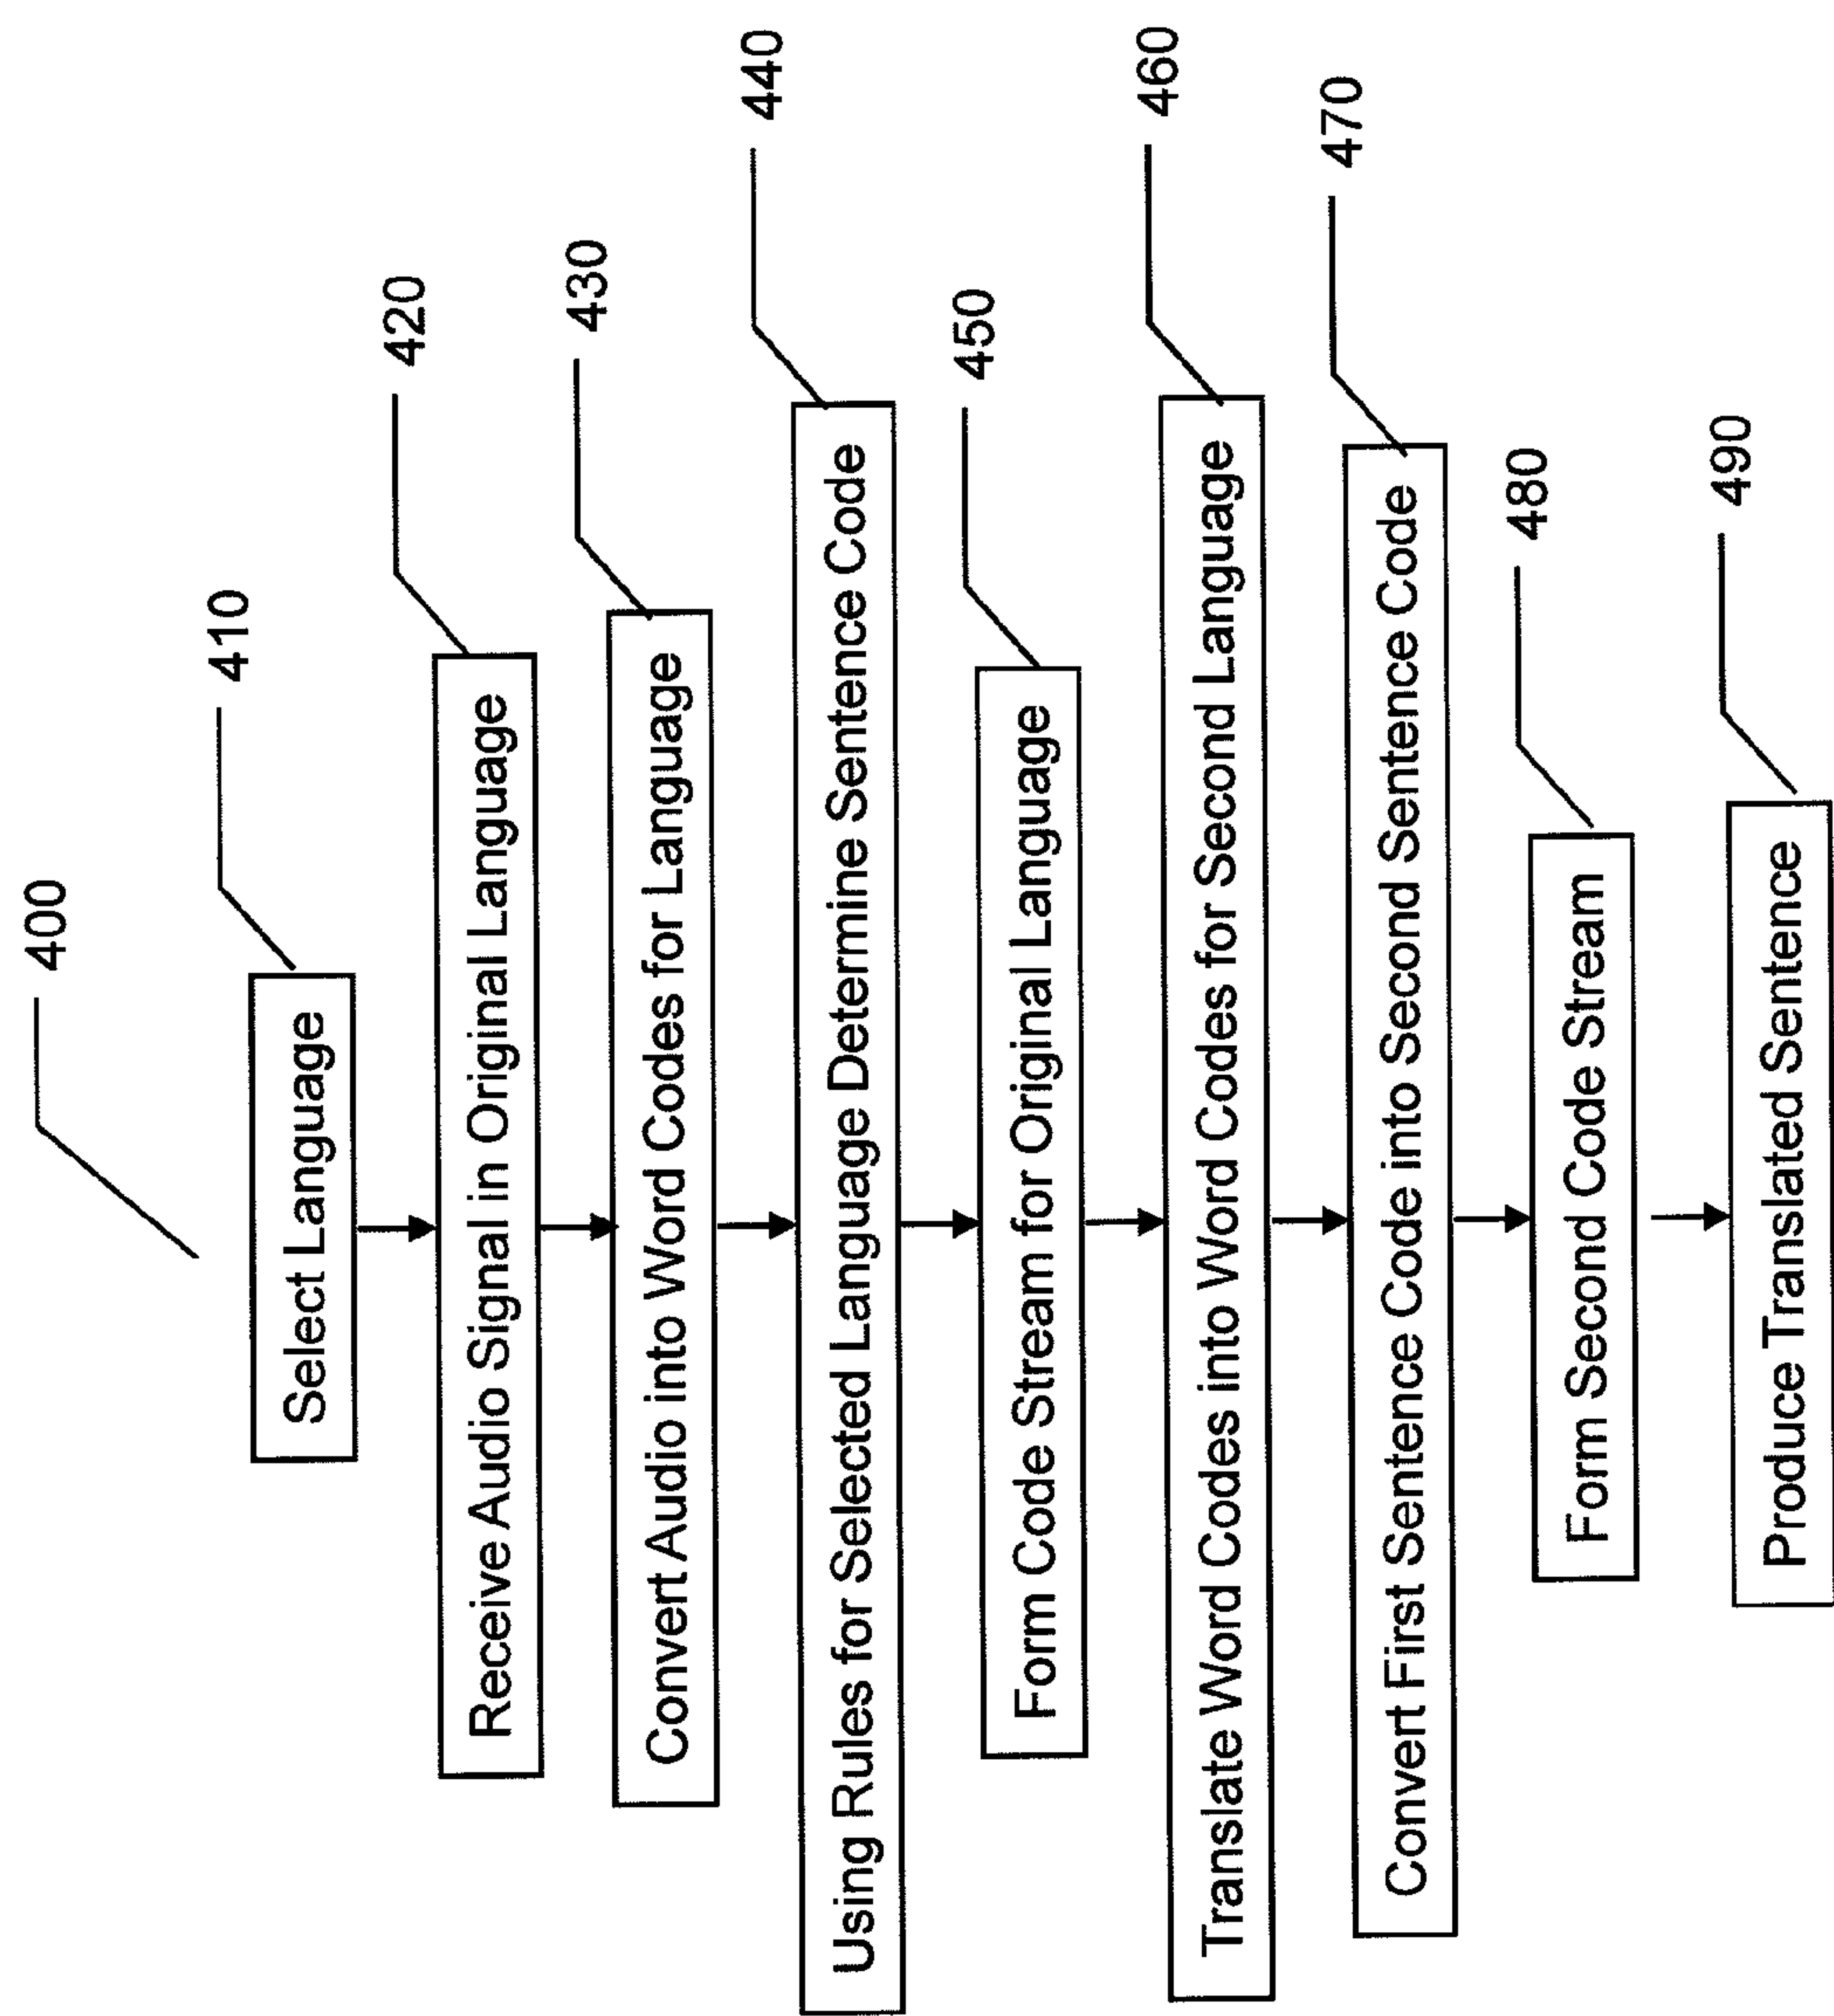 400
410
Select Language
420
Receive Audio Signal in Original Language
430
Convert Audio into Word Codes for Language
440
Using Rules for Selected Language Determine Sentence Code
450
Form Code Stream for Original Language
460
Translate Word Codes into Word Codes for Second Language
470
Convert First Sentence Code into Second Sentence Code
480
Form Second Code Stream
490
Produce Translated Sentence